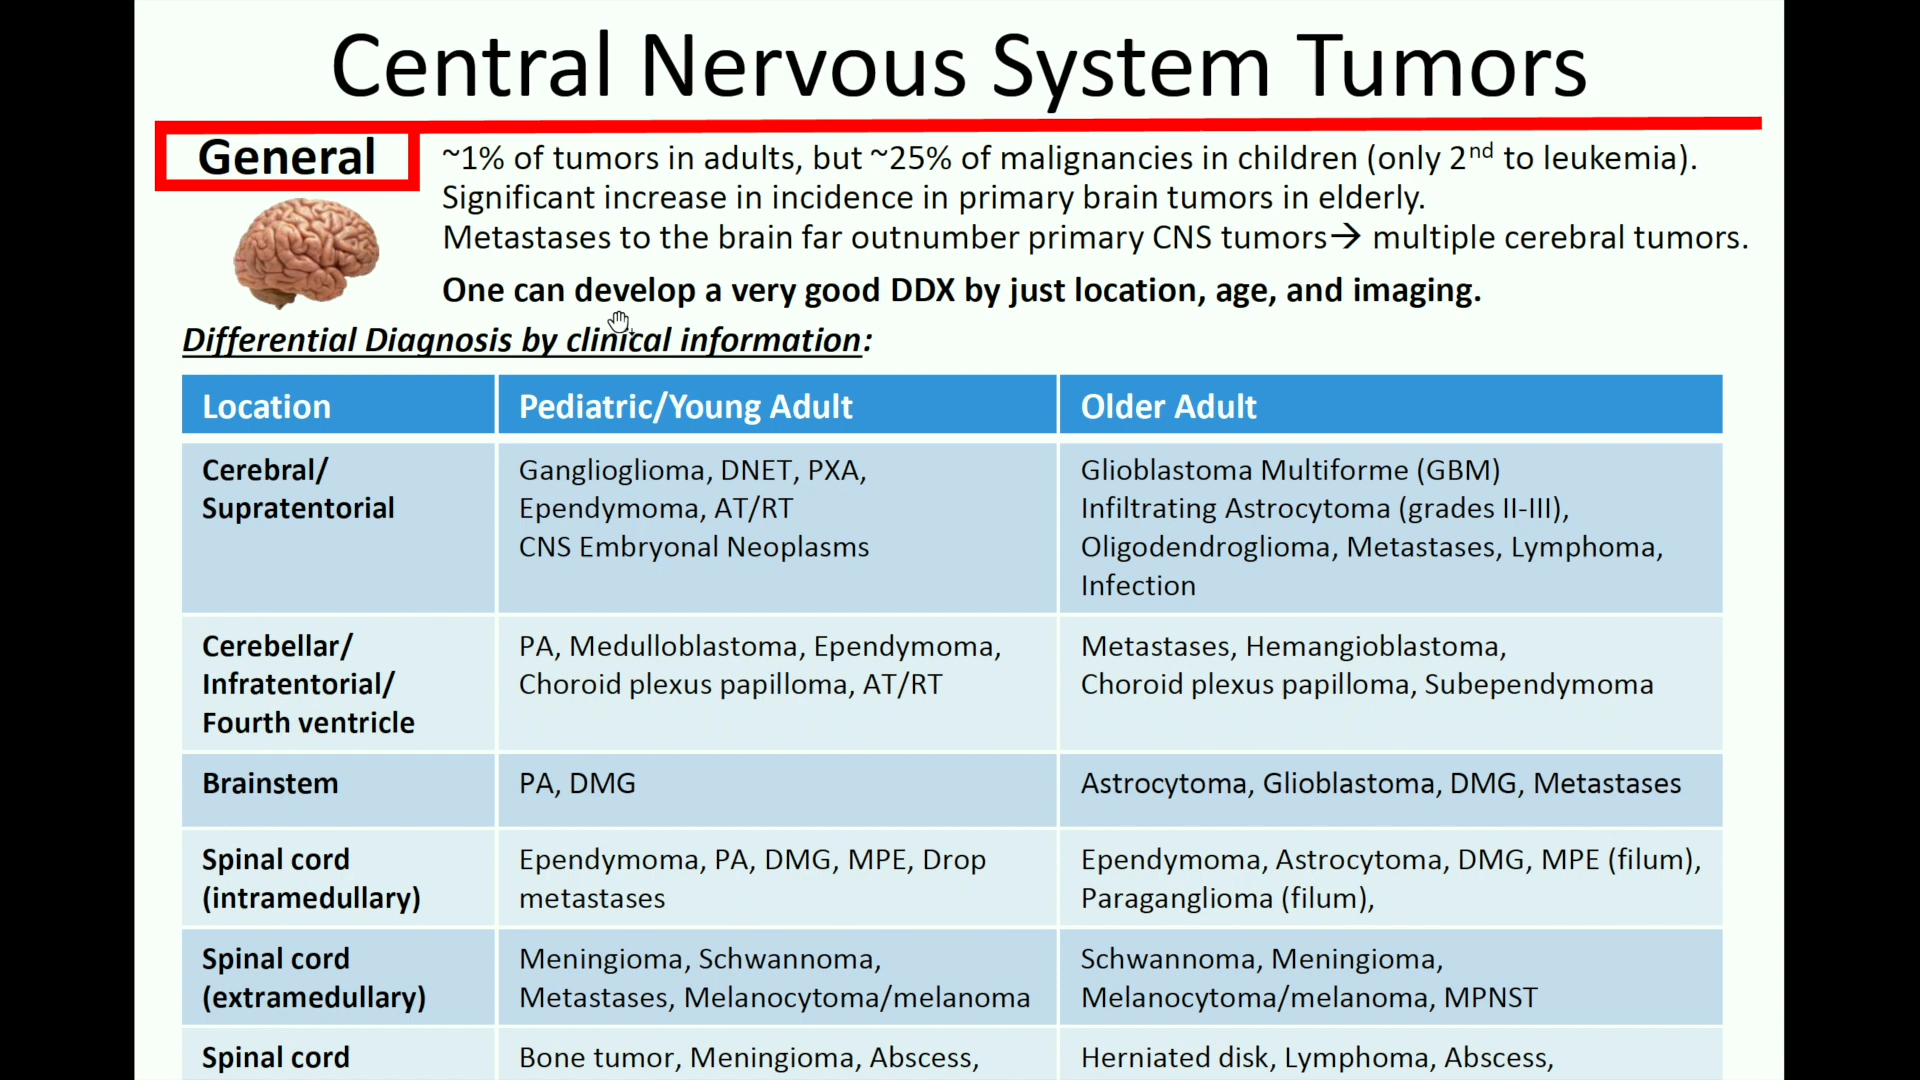 Central Nervous System Tumors
General
~1% of tumors in adults, but ~25% of malignancies in children (only 2nd to leukemia).
Significant increase in incidence in primary brain tumors in elderly.
Metastases to the brain far outnumber primary CNS tumors→ multiple cerebral tumors.
One can develop a very good DDX by just location, age, and imaging.
Differential Diagnosis by clinical information:
Location
Pediatric/Young Adult
Older Adult
Cerebral/
Supratentorial
Ganglioglioma, DNET, PXA,
Ependymoma, AT/RT
CNS Embryonal Neoplasms
Glioblastoma Multiforme (GBM)
Infiltrating Astrocytoma (grades II-III),
Oligodendroglioma, Metastases, Lymphoma,
Infection
Cerebellar/
Infratentorial/
Fourth ventricle
PA, Medulloblastoma, Ependymoma,
Choroid plexus papilloma, AT/RT
Metastases, Hemangioblastoma,
Choroid plexus papilloma, Subependymoma
Brainstem
PA, DMG
Astrocytoma, Glioblastoma, DMG, Metastases
Spinal cord
(intramedullary)
Ependymoma, PA, DMG, MPE, Drop
metastases
Ependymoma, Astrocytoma, DMG, MPE (filum),
Paraganglioma (filum),
Spinal cord
(extramedullary)
Meningioma, Schwannoma,
Metastases, Melanocytoma/melanoma
Schwannoma, Meningioma,
Melanocytoma/melanoma, MPNST
Spinal cord
Bone tumor, Meningioma, Abscess,
Herniated disk, Lymphoma, Abscess,